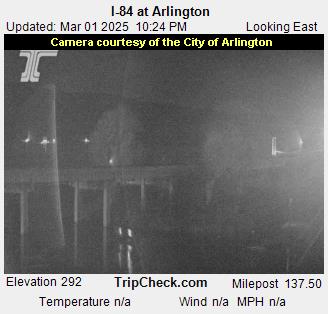 I-84 at Arlington
Updated: Mar 01 2025 10:24 PM Looking East
Camera courtesy of the City of Arlington
Elevation 292 TripCheck.com Milepost 137.50
Temperature n/a Wind n/a MPH n/a